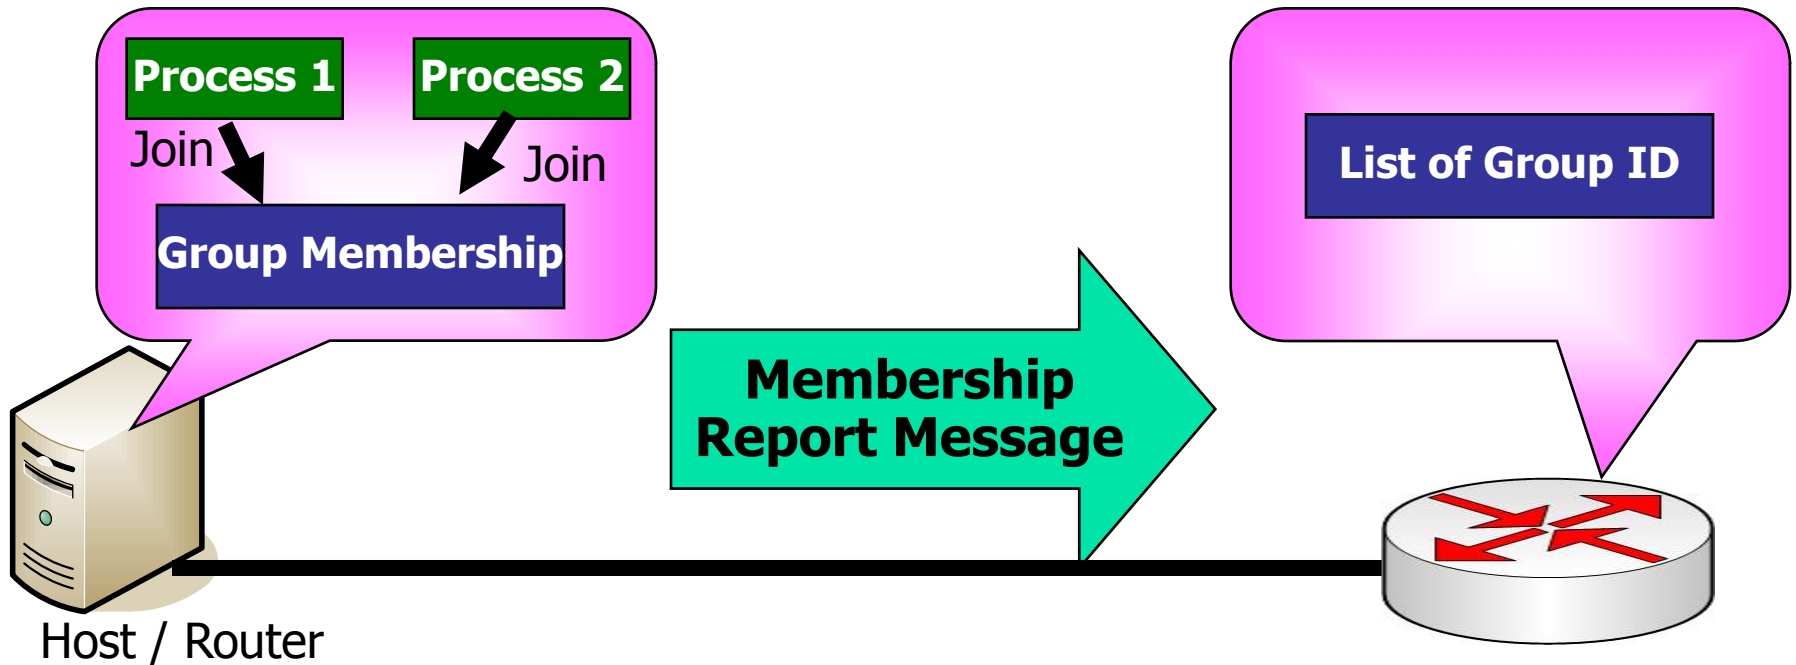 Process 1
Process 2
Join
Join
Group Membership
List of Group ID
Membership
Report Message
Host / Router